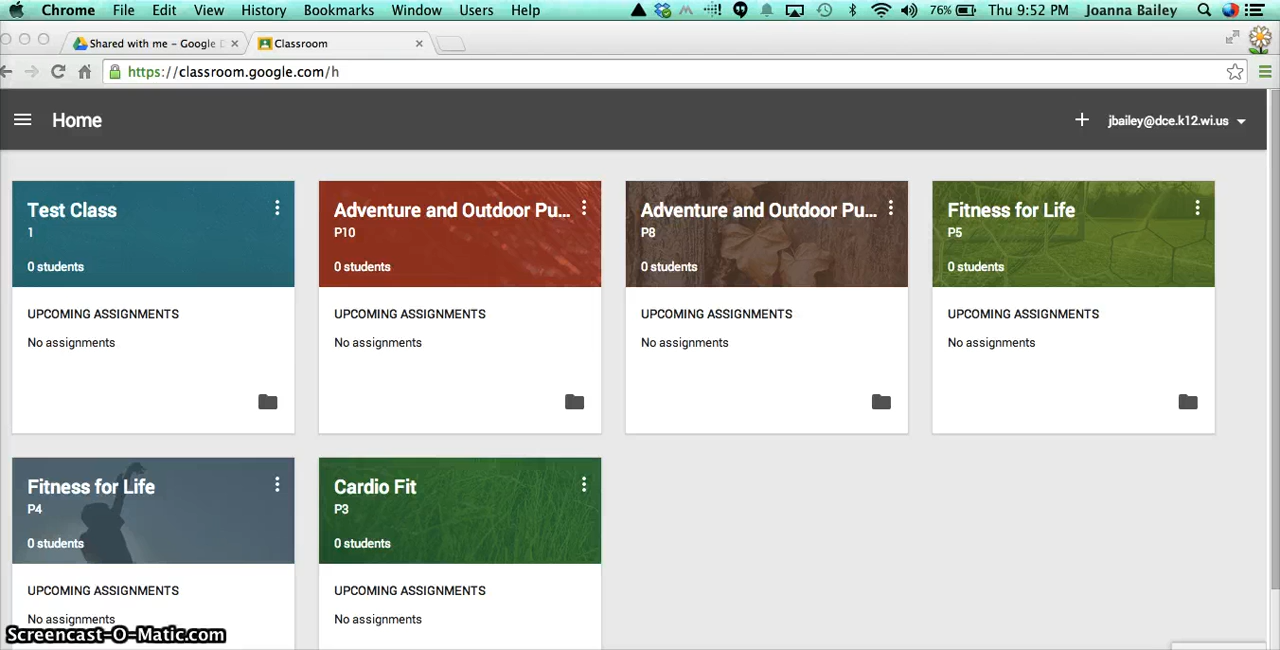 Chrome File Edit View History Bookmarks Window Users Help 76% Thu 9:52 PM Joanna Bailey
Shared with me - Google D Classroom
https://classroom.google.com/h
Home jbailey@dce.k12.wi.us
Test Class
1
0 students
UPCOMING ASSIGNMENTS
No assignments
Adventure and Outdoor Pu...
P10
0 students
UPCOMING ASSIGNMENTS
No assignments
Adventure and Outdoor Pu...
P8
0 students
UPCOMING ASSIGNMENTS
No assignments
Fitness for Life
P5
0 students
UPCOMING ASSIGNMENTS
No assignments
Fitness for Life
P4
0 students
UPCOMING ASSIGNMENTS
No assignments
Cardio Fit
P3
0 students
UPCOMING ASSIGNMENTS
No assignments
Screencast-O-Matic.com